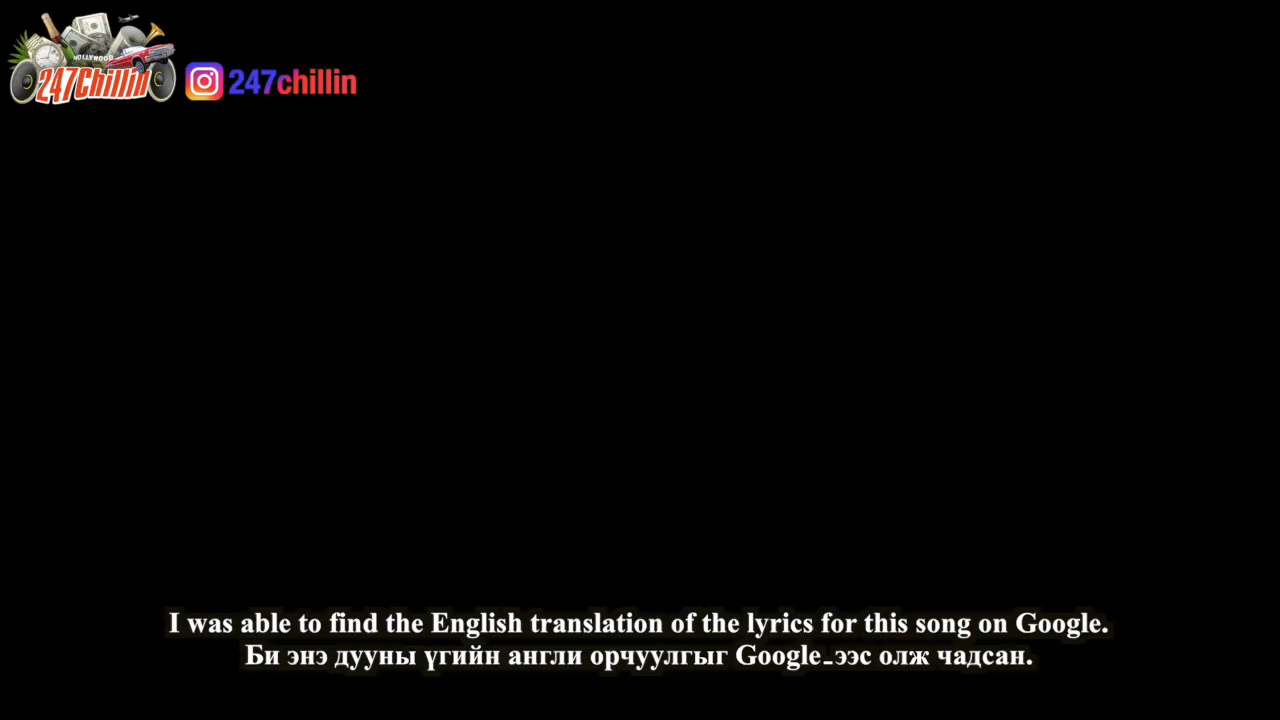 HOLLYWOOD
247Chillin
247chillin
I was able to find the English translation of the lyrics for this song on Google.
Би энэ дууны үгийн англи орчуулгыг Google-ээс олж чадсан.